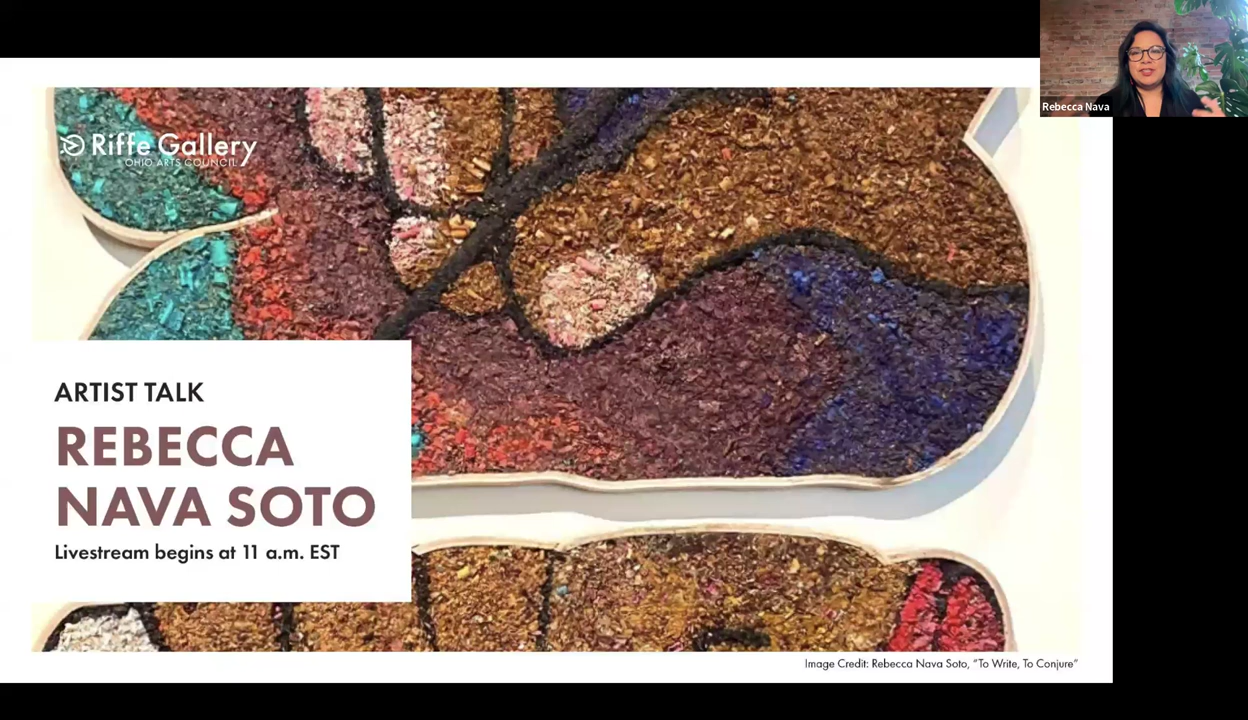 Riffe Gallery
OHIO ARTS COUNCIL
Rebecca Nava
ARTIST TALK
REBECCA
NAVA SOTO
Livestream begins at 11 a.m. EST
Image Credit: Rebecca Nava Soto, “To Write, To Conjure”